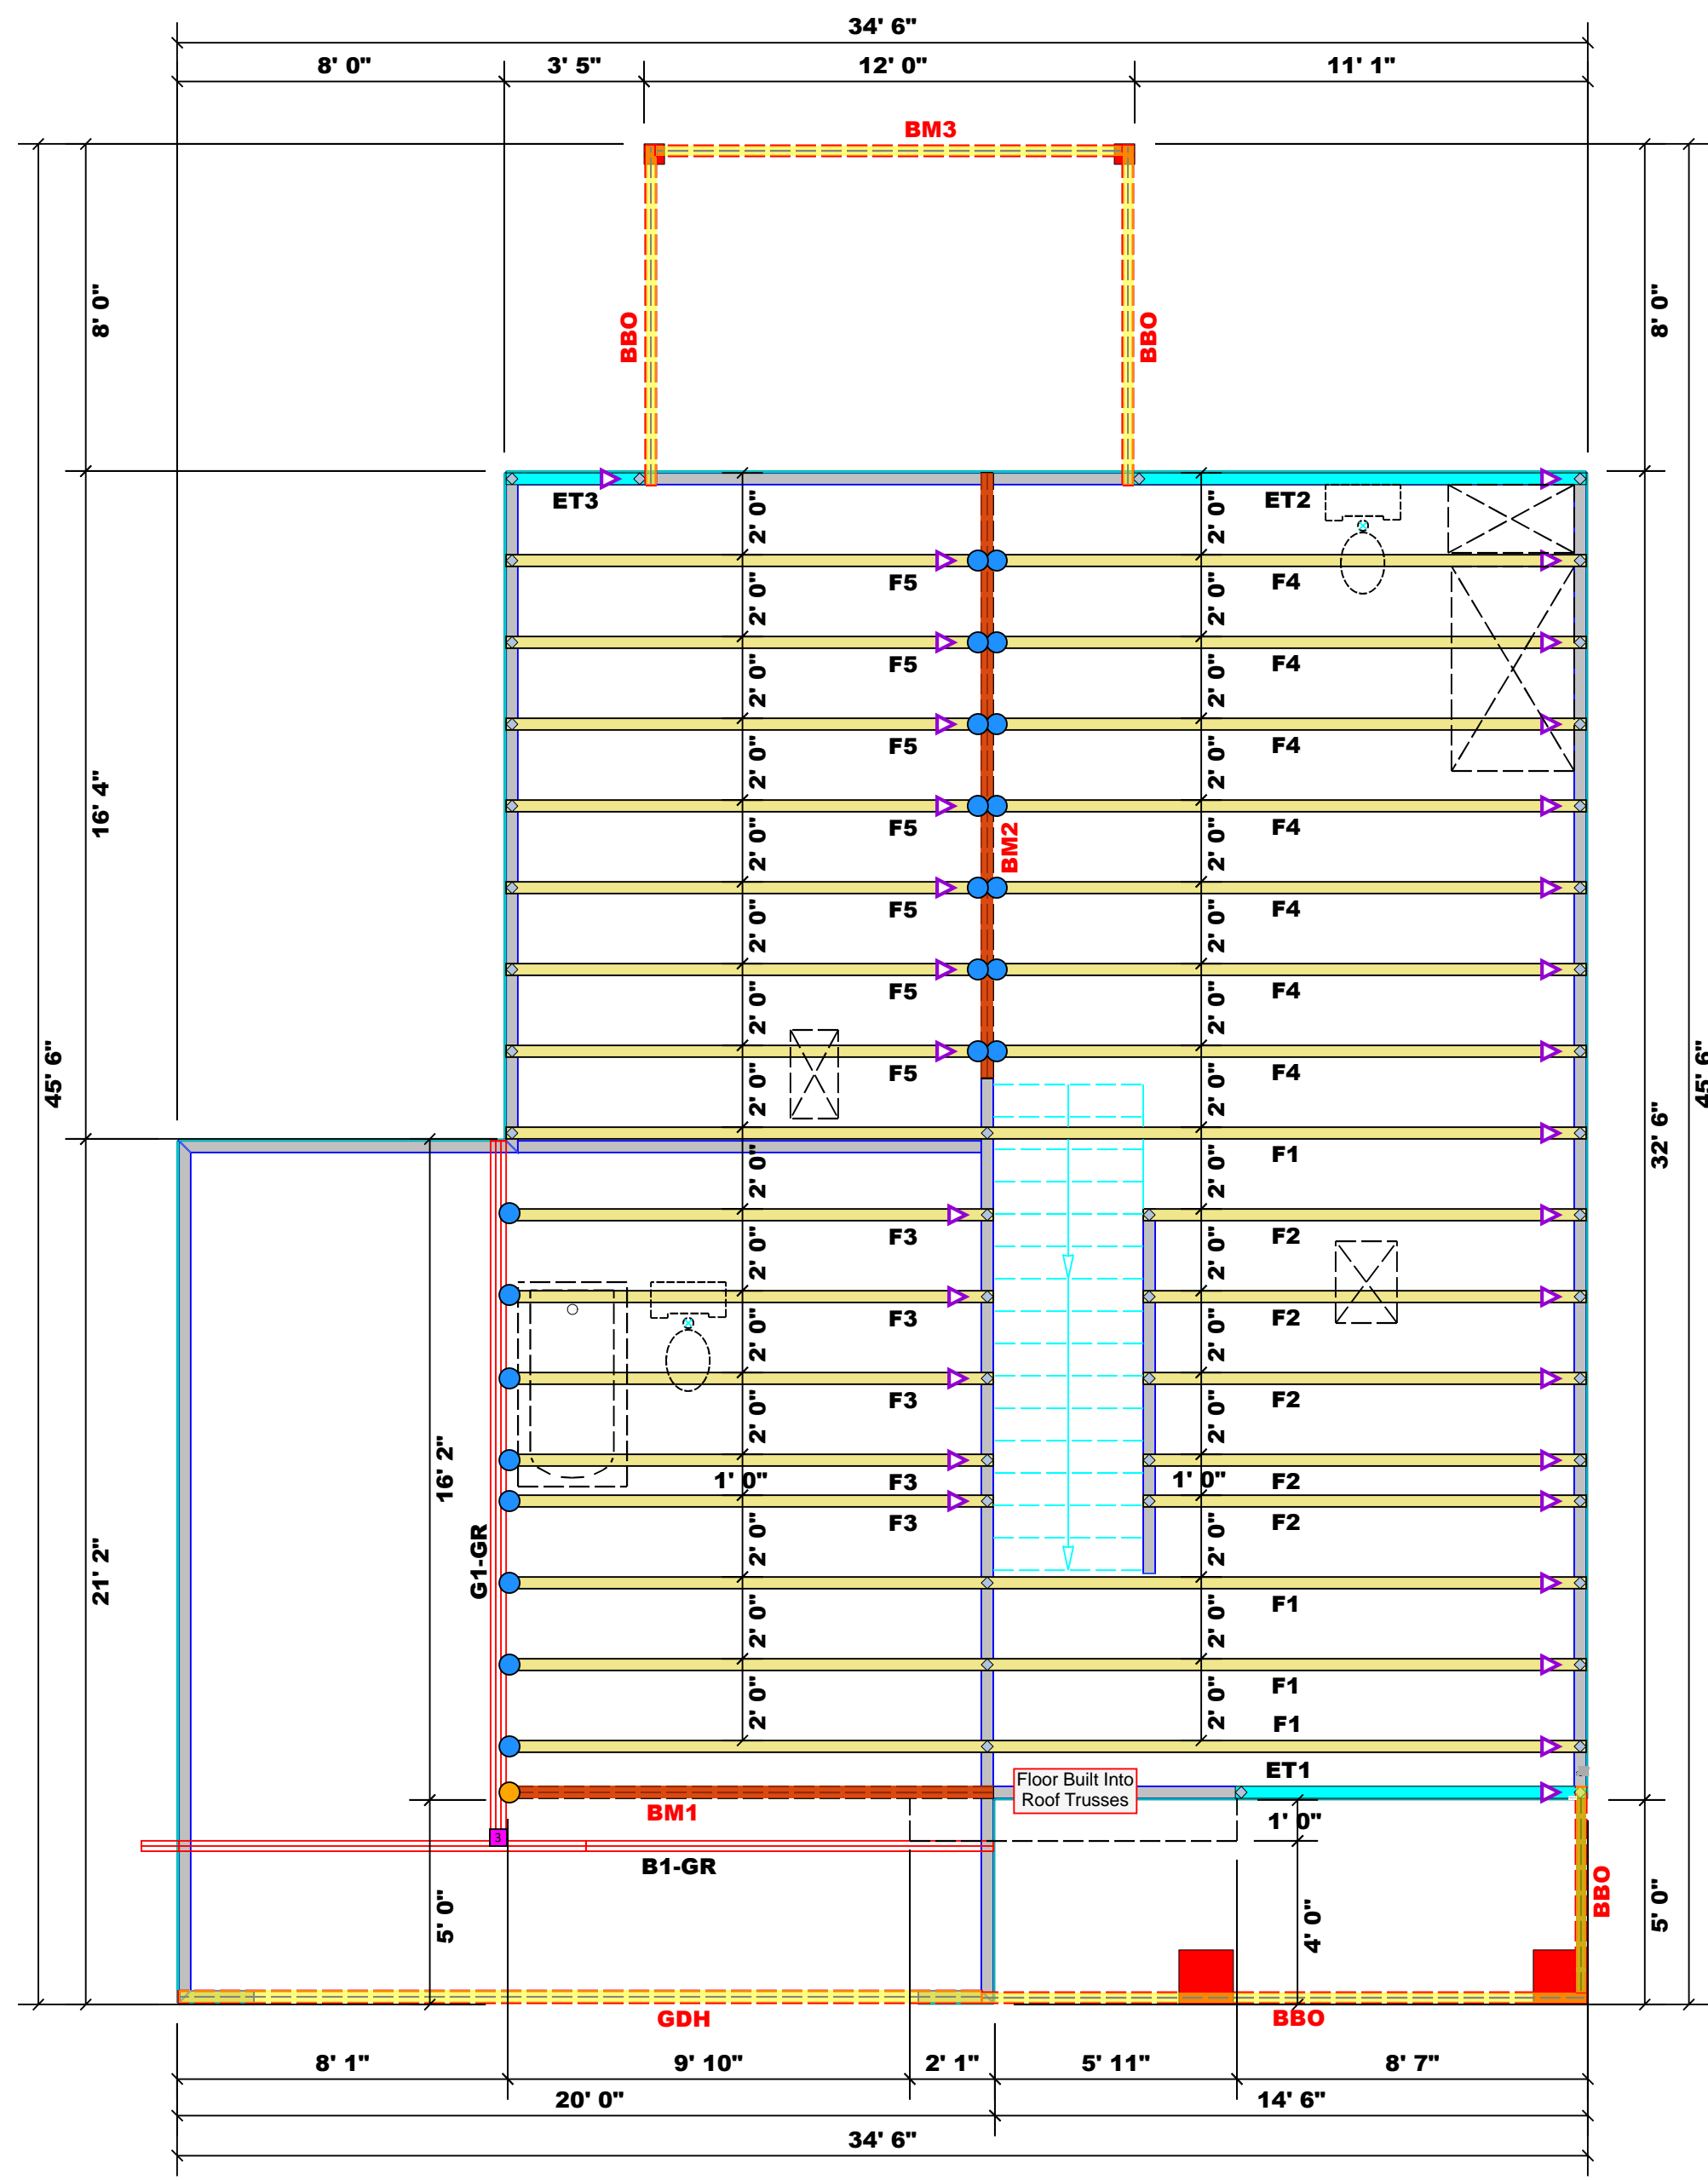 34' 6"
8' 0"
3' 5"
12' 0"
11' 1"
BM3
8' 0"
BBO
BBO
8' 0"
ET3
ET2
2' 0"
2' 0"
F5
F4
2' 0"
2' 0"
F5
F4
2' 0"
2' 0"
F5
F4
2' 0"
2' 0"
16' 4"
F5
BM2
F4
2' 0"
2' 0"
F5
F4
2' 0"
2' 0"
F5
F4
2' 0"
2' 0"
45' 6"
45' 6"
F5
F4
2' 0"
2' 0"
32' 6"
F1
2' 0"
2' 0"
F3
F2
2' 0"
2' 0"
F3
F2
2' 0"
2' 0"
F3
F2
2' 0"
2' 0"
16' 2"
1' 0"
F3
1' 0"
F2
F3
F2
G1-GR
2' 0"
2' 0"
21' 2"
F1
2' 0"
2' 0"
F1
2' 0"
2' 0"
F1
ET1
Floor Built Into
Roof Trusses
BM1
1' 0"
3
B1-GR
BBO
5' 0"
4' 0"
5' 0"
GDH
BBO
8' 1"
9' 10"
2' 1"
5' 11"
8' 7"
20' 0"
14' 6"
34' 6"